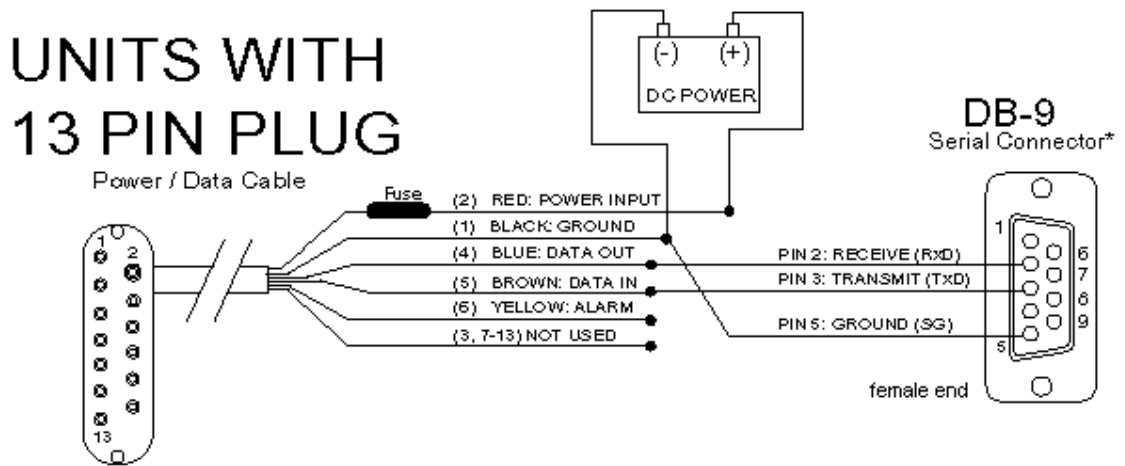 UNITS WITH
13 PIN PLUG
Power / Data Cable
(-) (+)
DC POWER
DB-9
Serial Connector*
Fuse
(2) RED: POWER INPUT
(1) BLACK: GROUND
(4) BLUE: DATA OUT
(5) BROWN: DATA IN
(6) YELLOW: ALARM
(3, 7-13) NOT USED
PIN 2: RECEIVE (RxD)
PIN 3: TRANSMIT (TxD)
PIN 5: GROUND (SG)
1
2
13
1
6
7
8
9
5
female end